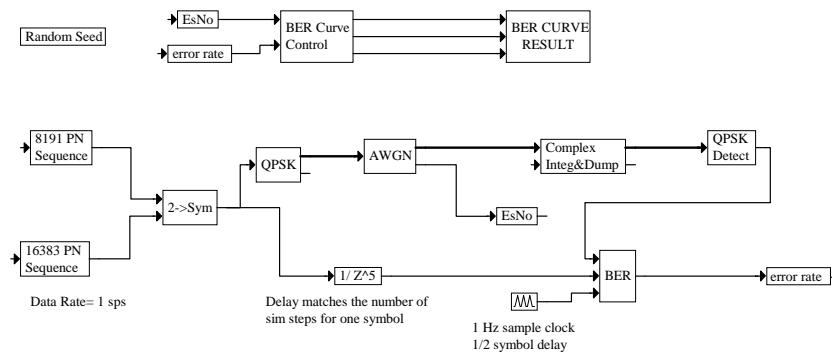 EsNo
BER Curve
Control
BER CURVE
RESULT
Random Seed
error rate
8191 PN
Sequence
QPSK
AWGN
Complex
Integ&Dump
QPSK
Detect
2->Sym
EsNo
16383 PN
Sequence
1/ Z^5
BER
error rate
Data Rate= 1 sps
Delay matches the number of
sim steps for one symbol
1 Hz sample clock
1/2 symbol delay